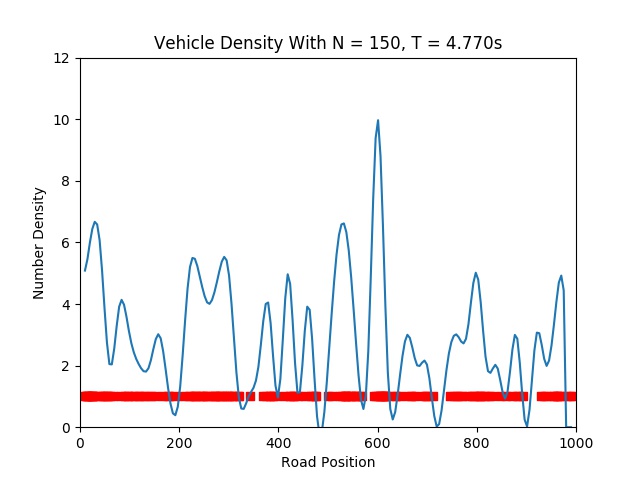 Vehicle Density With N = 150, T = 4.770s
12
10
8
6
4
2
0
Number Density
0 200 400 600 800 1000
Road Position